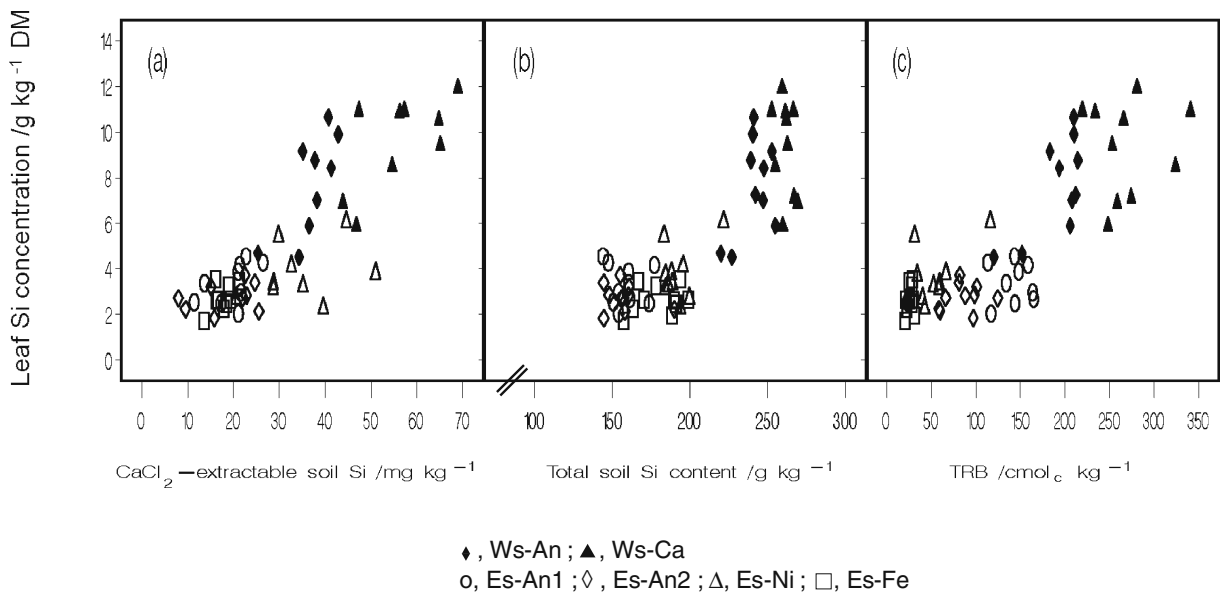 Leaf Si concentration /g kg⁻¹ DM
14
12
10
8
6
4
2
0
(a)
(b)
(c)
0 10 20 30 40 50 60 70
100 150 200 250 300
0 50 100 150 200 250 300 350
CaCl₂ –extractable soil Si /mg kg⁻¹
Total soil Si content /g kg⁻¹
TRB /cmol_c kg⁻¹
♦ , Ws-An ; ▲, Ws-Ca
o, Es-An1 ; ◊ , Es-An2 ; Δ, Es-Ni ; □, Es-Fe